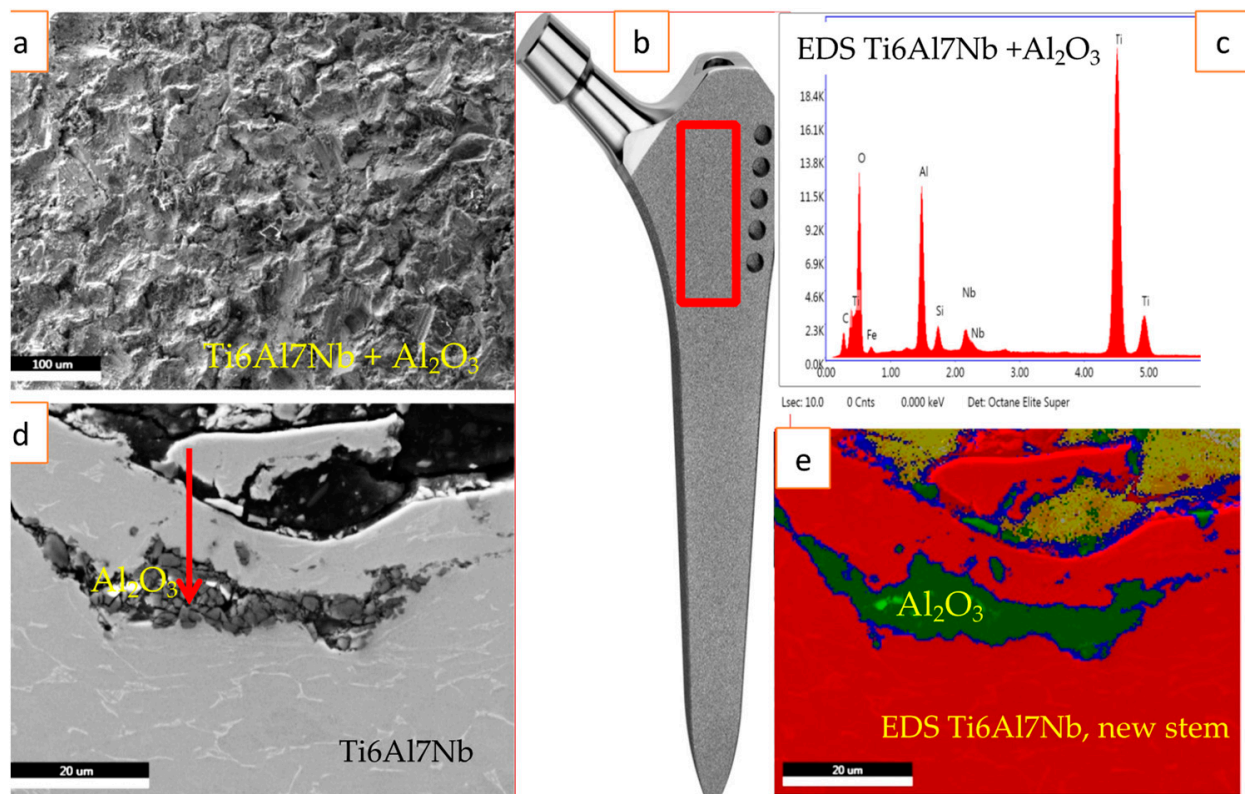 a
Ti6Al7Nb + Al₂O₃
100 um
b
EDS Ti6Al7Nb +Al₂O₃
c
18.4K
16.1K
13.8K
11.5K
9.2K
6.9K
4.6K
2.3K
0.0K
C
Ti
O
Fe
Al
Si
Nb
Nb
Ti
Ti
0.00
1.00
2.00
3.00
4.00
5.00
Lsec: 10.0 0 Cnts 0.000 keV Det: Octane Elite Super
d
Al₂O₃
Ti6Al7Nb
20 um
e
Al₂O₃
EDS Ti6Al7Nb, new stem
20 um